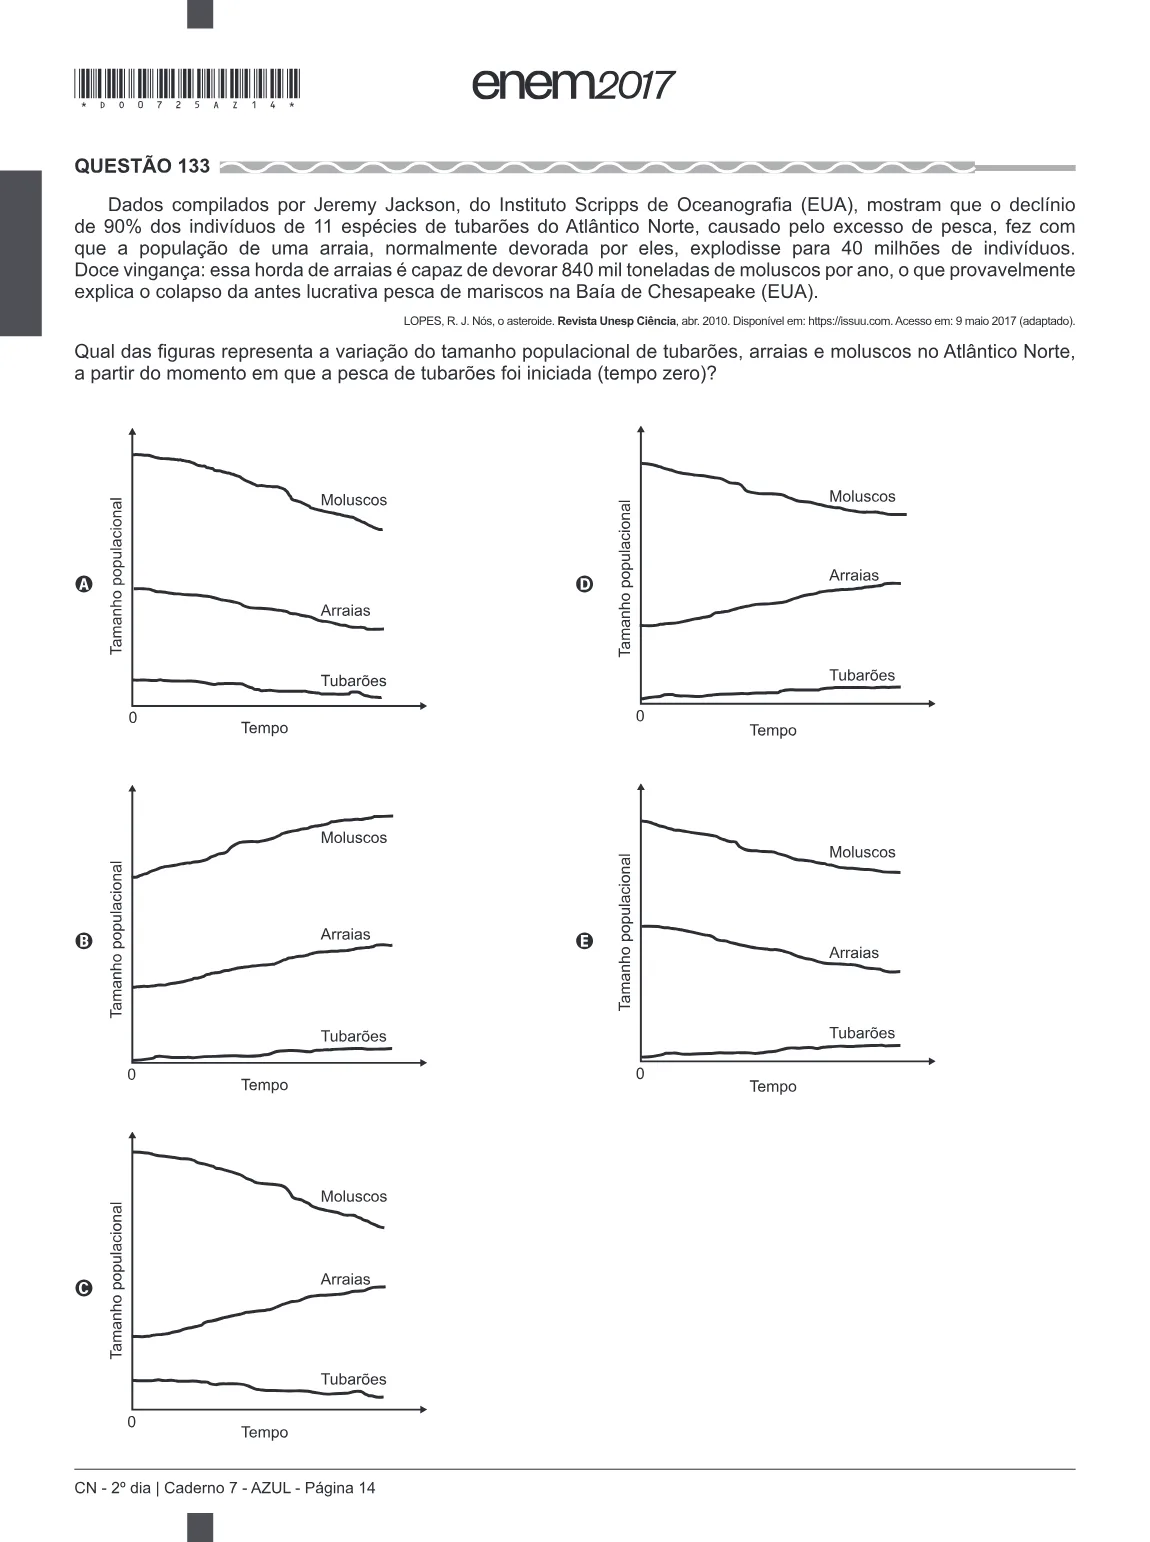 enem2017
*D00725AZ14*
QUESTÃO 133
Dados compilados por Jeremy Jackson, do Instituto Scripps de Oceanografia (EUA), mostram que o declínio
de 90% dos indivíduos de 11 espécies de tubarões do Atlântico Norte, causado pelo excesso de pesca, fez com
que a população de uma arraia, normalmente devorada por eles, explodisse para 40 milhões de indivíduos.
Doce vingança: essa horda de arraias é capaz de devorar 840 mil toneladas de moluscos por ano, o que provavelmente
explica o colapso da antes lucrativa pesca de mariscos na Baía de Chesapeake (EUA).
LOPES, R. J. Nós, o asteroide. Revista Unesp Ciência, abr. 2010. Disponível em: https://issuu.com. Acesso em: 9 maio 2017 (adaptado).
Qual das figuras representa a variação do tamanho populacional de tubarões, arraias e moluscos no Atlântico Norte,
a partir do momento em que a pesca de tubarões foi iniciada (tempo zero)?
A
Tamanho populacional
Moluscos
Arraias
Tubarões
0
Tempo
B
Tamanho populacional
Moluscos
Arraias
Tubarões
0
Tempo
C
Tamanho populacional
Moluscos
Arraias
Tubarões
0
Tempo
D
Tamanho populacional
Moluscos
Arraias
Tubarões
0
Tempo
E
Tamanho populacional
Moluscos
Arraias
Tubarões
0
Tempo
CN - 2º dia | Caderno 7 - AZUL - Página 14